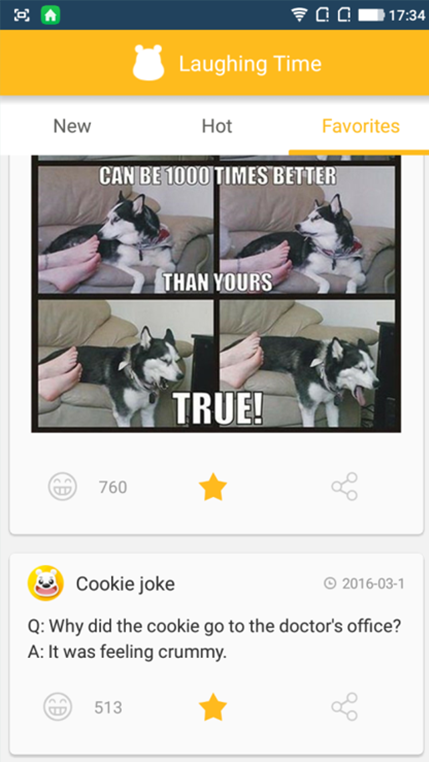 17:34
Laughing Time
New Hot Favorites
CAN BE 1000 TIMES BETTER
THAN YOURS
TRUE!
760
Cookie joke 2016-03-1
Q: Why did the cookie go to the doctor's office?
A: It was feeling crummy.
513